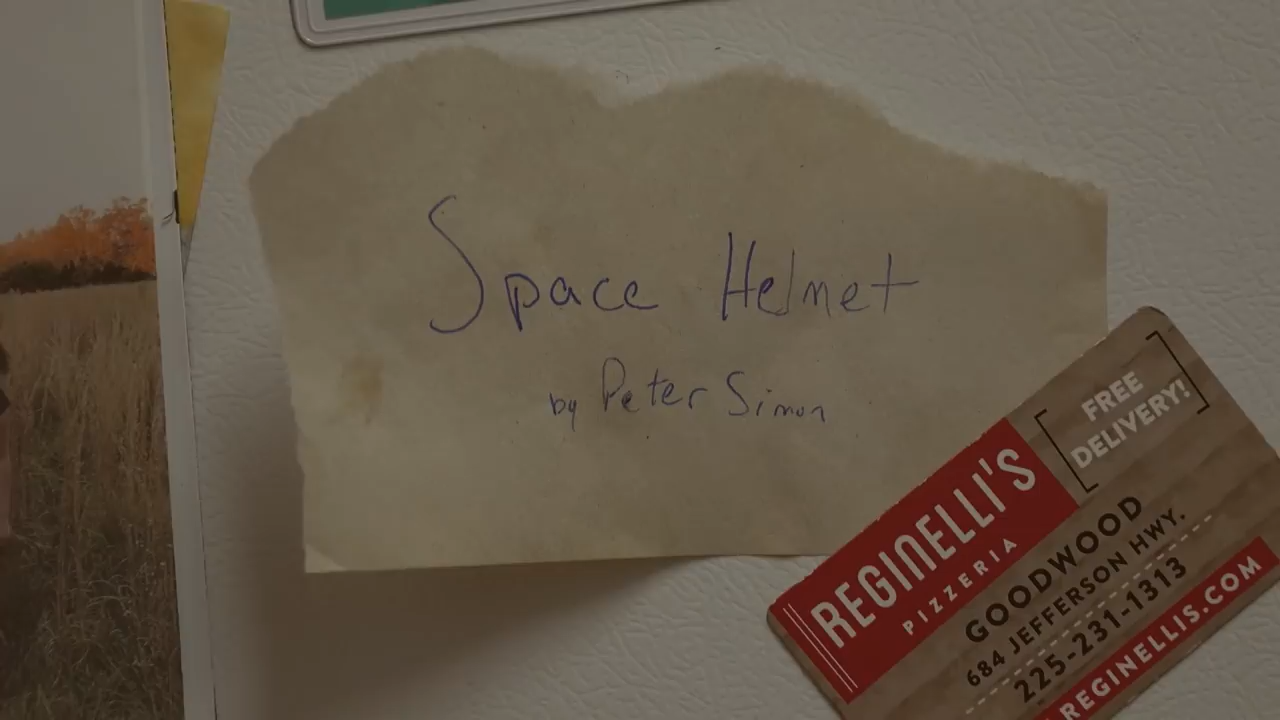 Space Helmet
by Peter Simon
REGINELLI'S
PIZZERIA
FREE
DELIVERY!
GOODWOOD
684 JEFFERSON HWY.
225-231-1313
REGINELLIS.COM